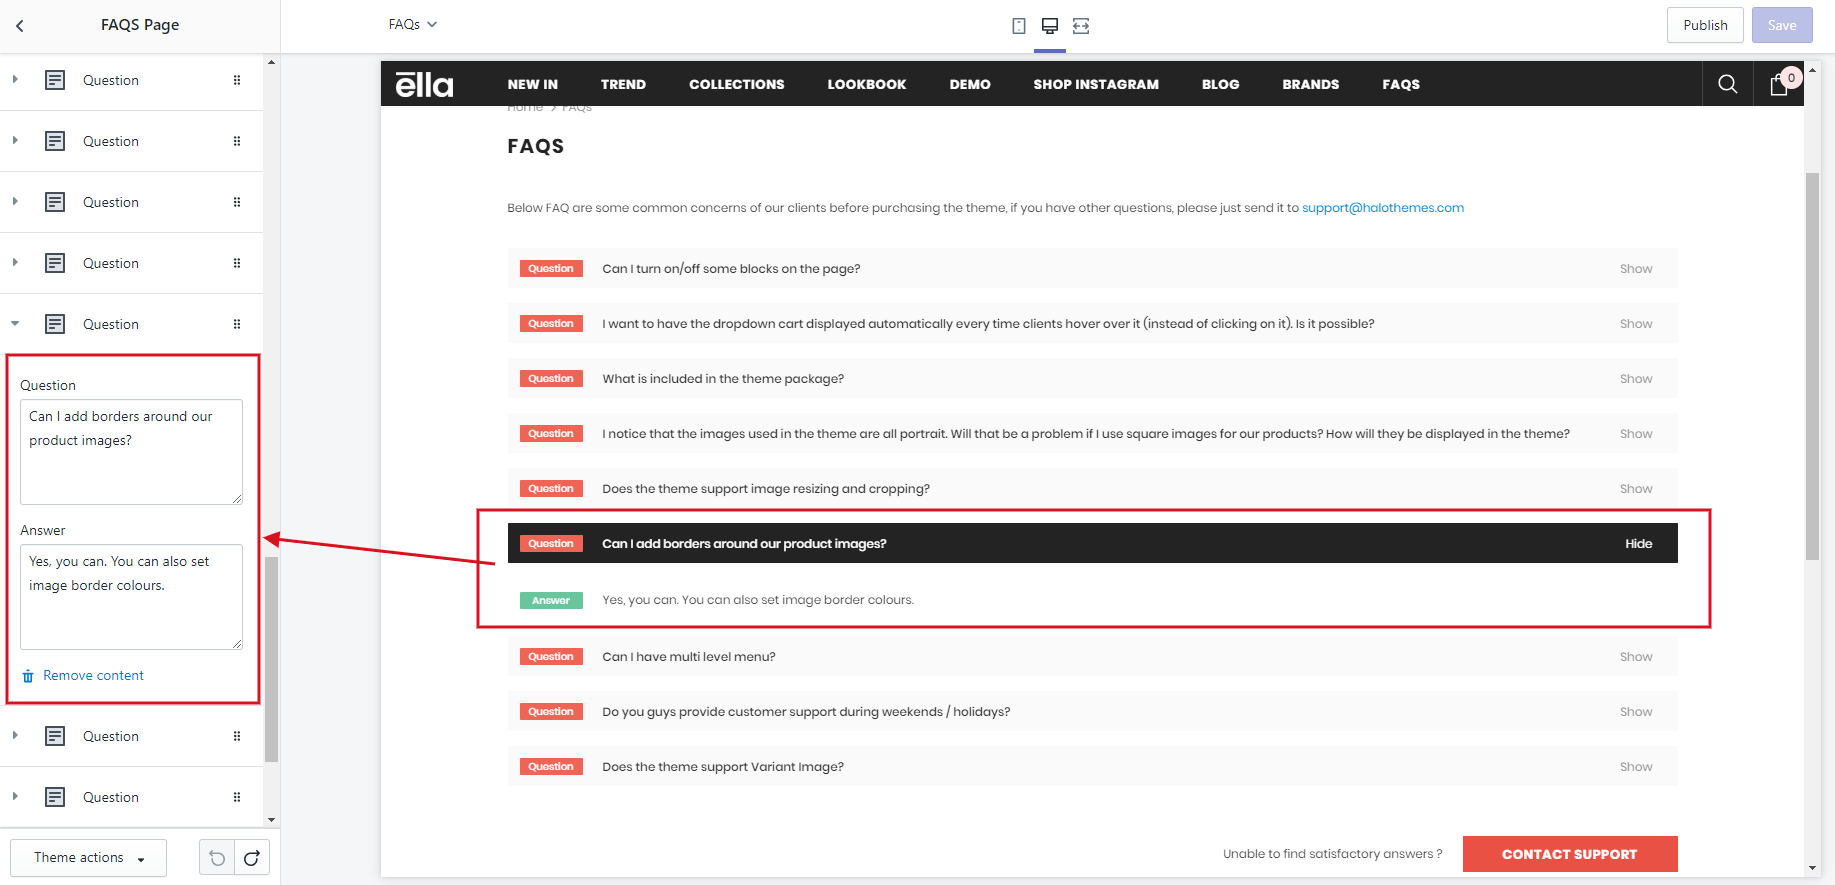 FAQS Page
FAQs
Publish
Save
Question
Question
Question
Question
Question
Question
Can I add borders around our
product images?
Answer
Yes, you can. You can also set
image border colours.
Remove content
Question
Question
Theme actions
ēlla
NEW IN
TREND
COLLECTIONS
LOOKBOOK
DEMO
SHOP INSTAGRAM
BLOG
BRANDS
FAQS
0
Home > FAQs
FAQS
Below FAQ are some common concerns of our clients before purchasing the theme, if you have other questions, please just send it to support@halothemes.com
Question Can I turn on/off some blocks on the page? Show
Question I want to have the dropdown cart displayed automatically every time clients hover over it (instead of clicking on it). Is it possible? Show
Question What is included in the theme package? Show
Question I notice that the images used in the theme are all portrait. Will that be a problem if I use square images for our products? How will they be displayed in the theme? Show
Question Does the theme support image resizing and cropping? Show
Question Can I add borders around our product images? Hide
Answer Yes, you can. You can also set image border colours.
Question Can I have multi level menu? Show
Question Do you guys provide customer support during weekends / holidays? Show
Question Does the theme support Variant Image? Show
Unable to find satisfactory answers ? CONTACT SUPPORT